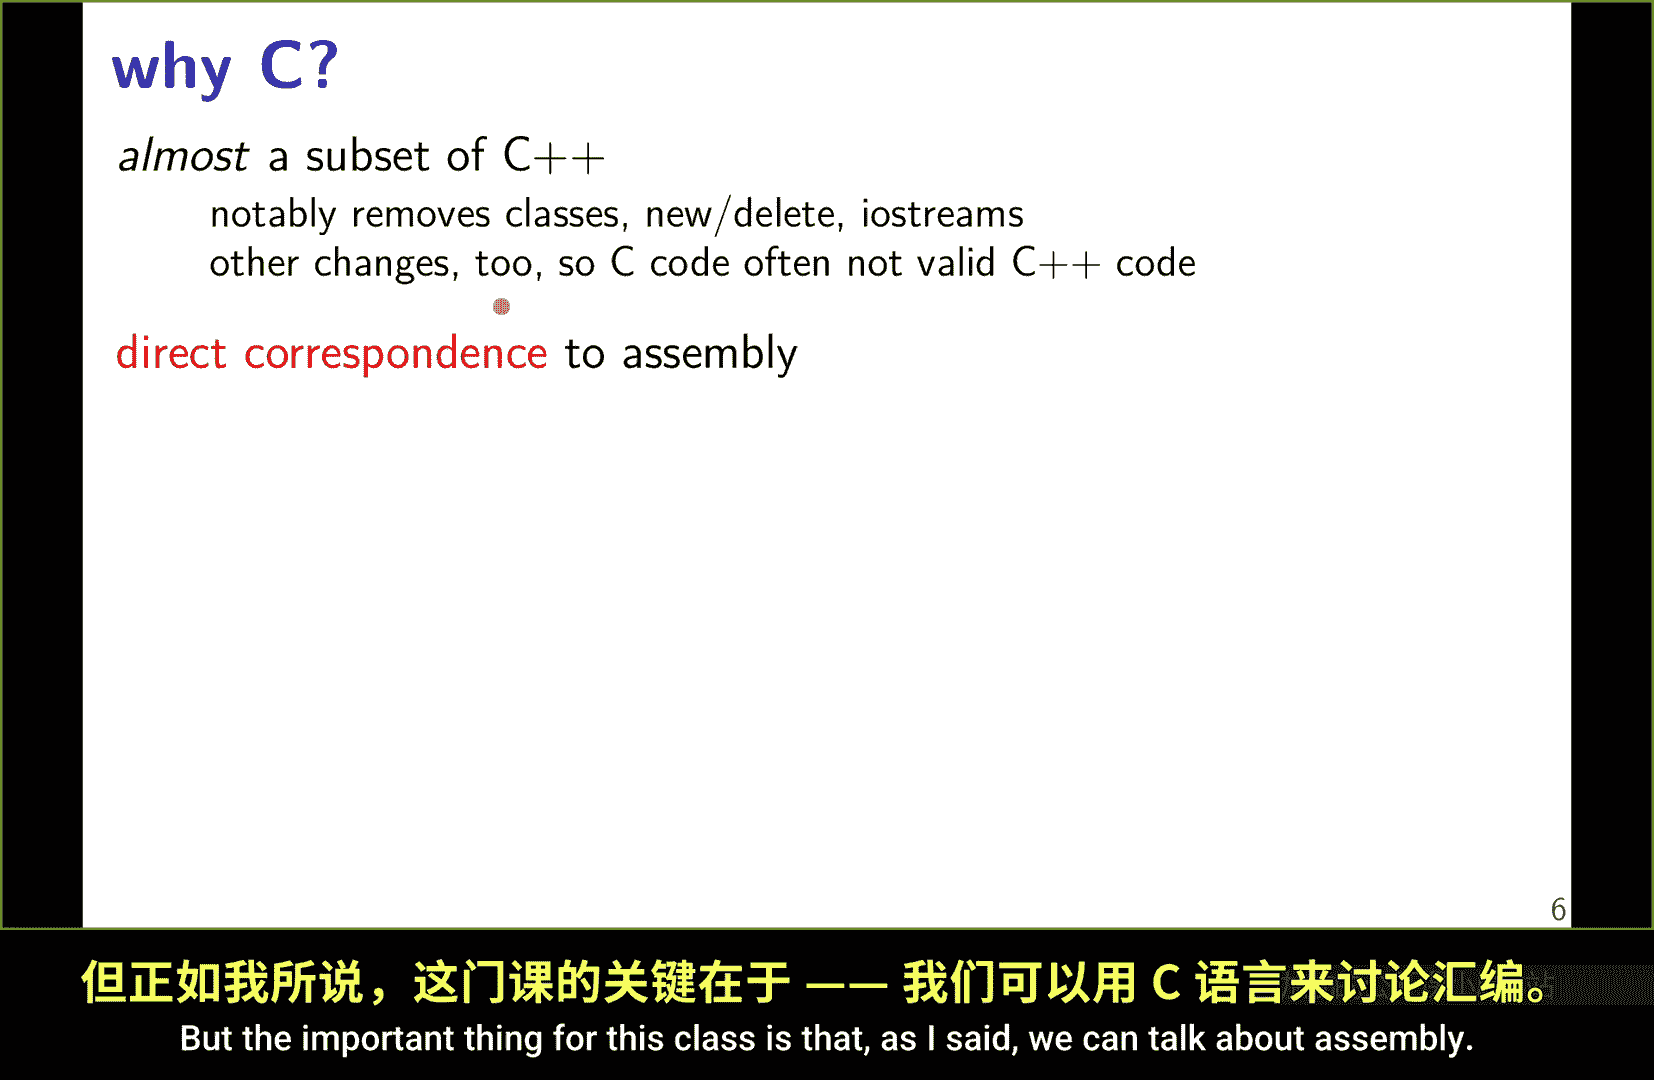 why C?
almost a subset of C++
notably removes classes, new/delete, iostreams
other changes, too, so C code often not valid C++ code
direct correspondence to assembly
6
但正如我所说，这门课的关键在于 —— 我们可以用 C 语言来讨论汇编。
But the important thing for this class is that, as I said, we can talk about assembly.